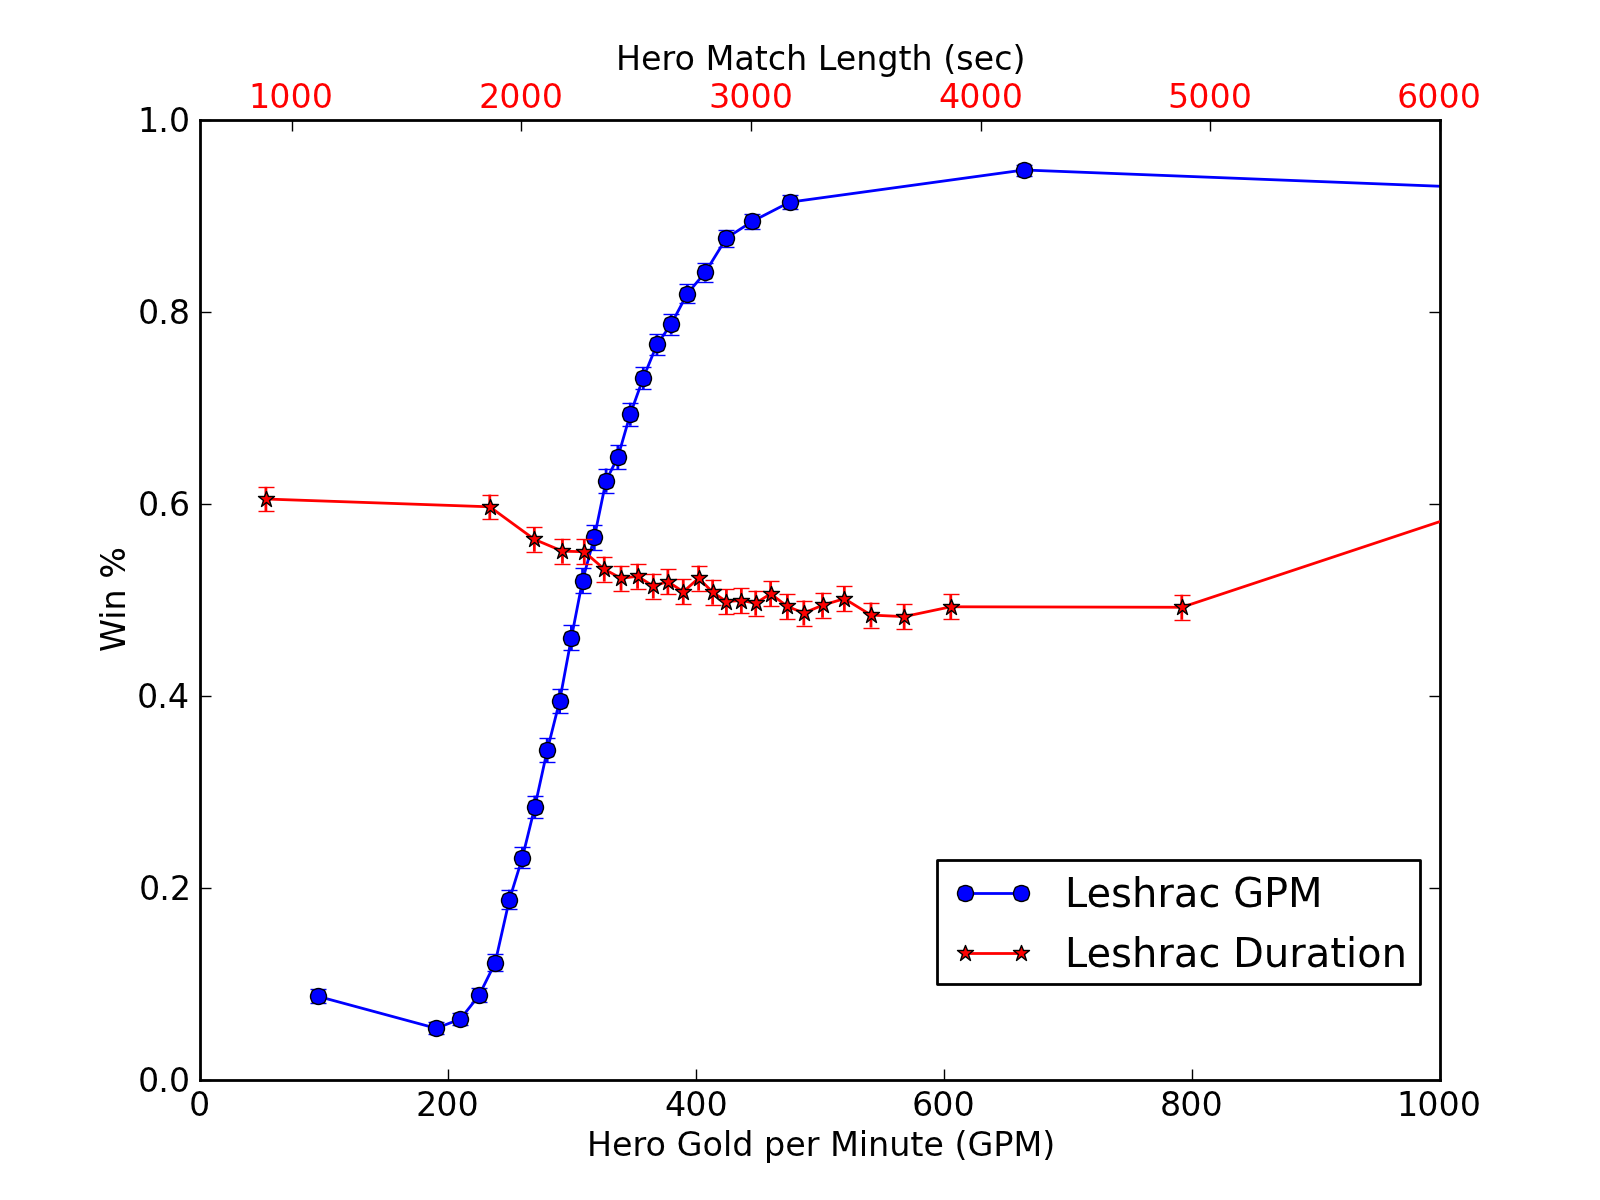 Hero Match Length (sec)
1000 2000 3000 4000 5000 6000
1.0
0.8
0.6
0.4
0.2
0.0
Win %
Leshrac GPM
Leshrac Duration
0 200 400 600 800 1000
Hero Gold per Minute (GPM)